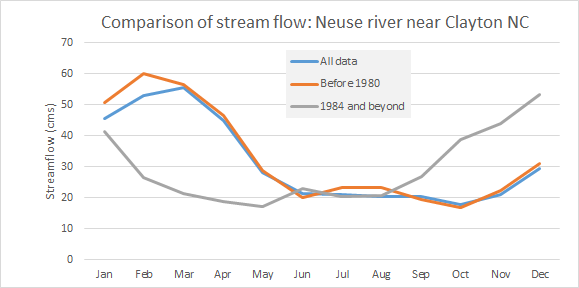 Comparison of stream flow: Neuse river near Clayton NC
All data
Before 1980
1984 and beyond
Streamflow (cms)
70
60
50
40
30
20
10
0
Jan Feb Mar Apr May Jun Jul Aug Sep Oct Nov Dec